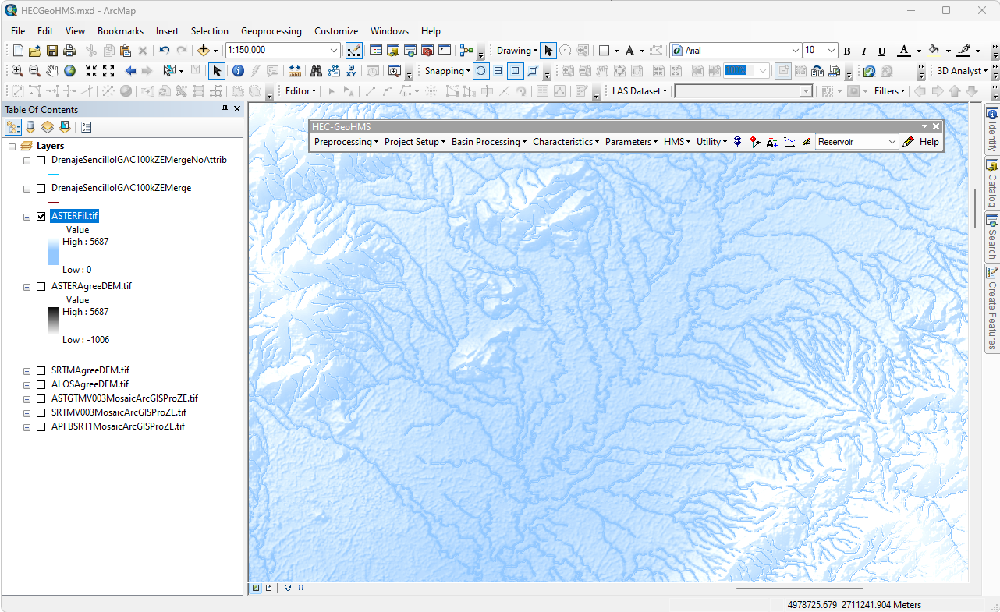 HECGeoHMS.mxd - ArcMap
File Edit View Bookmarks Insert Selection Geoprocessing Customize Windows Help
1:150,000 Drawing Arial 10 B I U A
Snapping 100% 3D Analyst
Editor LAS Dataset Filters
Table Of Contents
Layers
DrenajeSencilloIGAC100kZEMergeNoAttrib
DrenajeSencilloIGAC100kZEMerge
ASTERFil.tif
Value
High : 5687
Low : 0
ASTERAgreeDEM.tif
Value
High : 5687
Low : -1006
SRTMAgreeDEM.tif
ALOSAgreeDEM.tif
ASTGTMV003MosaicArcGISProZE.tif
SRTMV003MosaicArcGISProZE.tif
APFBSRT1MosaicArcGISProZE.tif
HEC-GeoHMS
Preprocessing Project Setup Basin Processing Characteristics Parameters HMS Utility Reservoir Help
Identify
Catalog
Search
Create Features
4978725.679 2711241.904 Meters